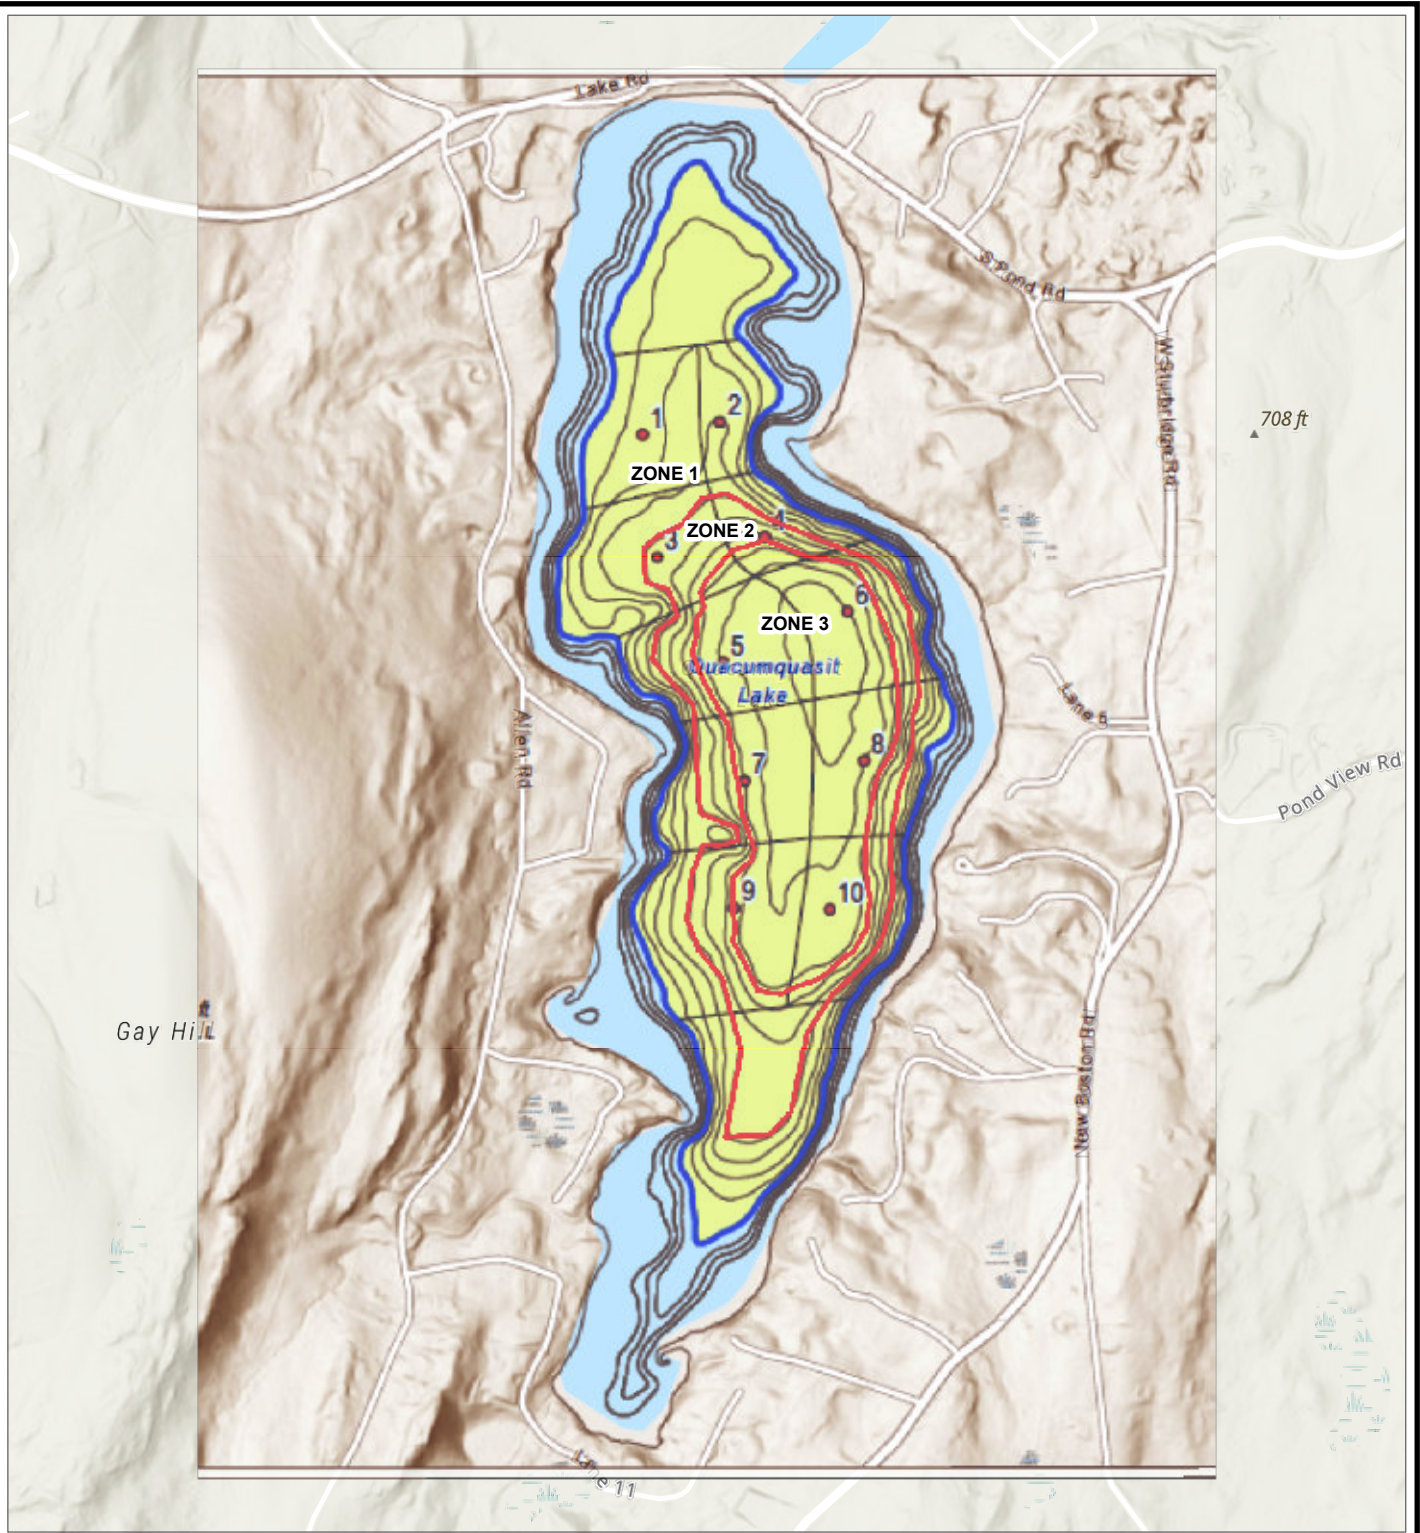 Lake Rd
S Pond Rd
W Sturbridge Rd
708 ft
1
2
ZONE 1
ZONE 2
3
4
6
ZONE 3
5
Quacumquasit
Lake
Lane 6
Allen Rd
7
8
Pond View Rd
9
10
ft
Gay Hill
New Boston Rd
Lane 11